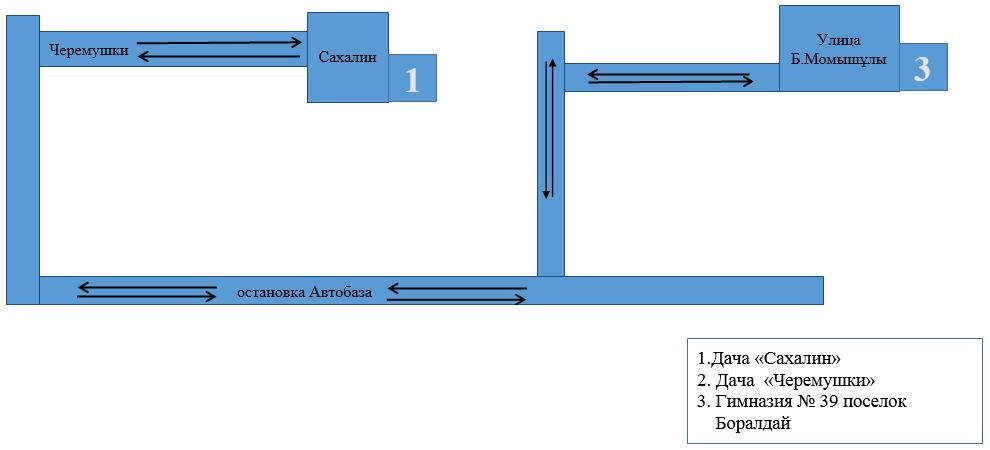 Черемушки
Сахалин
1
Улица
Б.Момышұлы
3
остановка Автобаза
1.Дача «Сахалин»
2. Дача «Черемушки»
3. Гимназия № 39 поселок
Боралдай